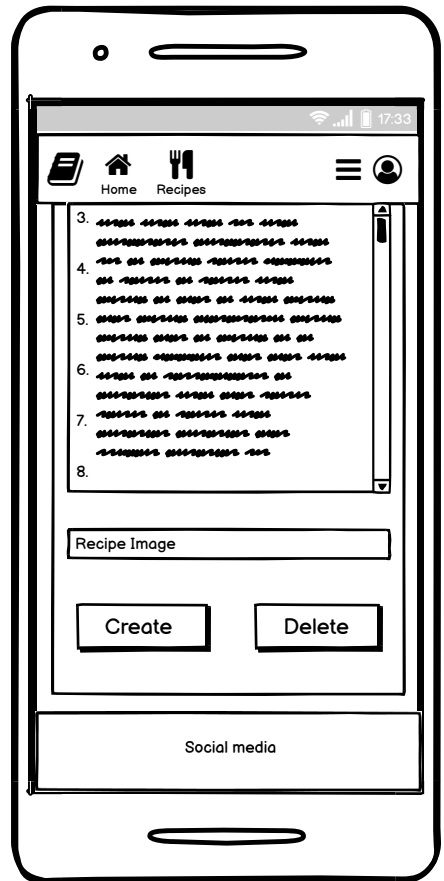 17:33
Home Recipes
3.
4.
5.
6.
7.
8.
Recipe Image
Create Delete
Social media